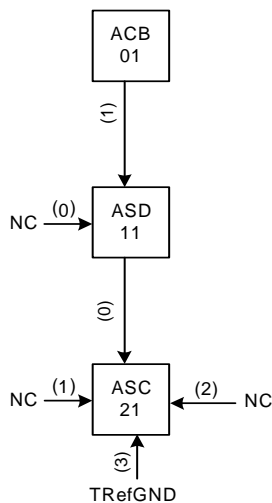 ACB
01
(1)
ASD
11
NC
(0)
(0)
ASC
21
NC
(1)
(2)
NC
(3)
TRefGND